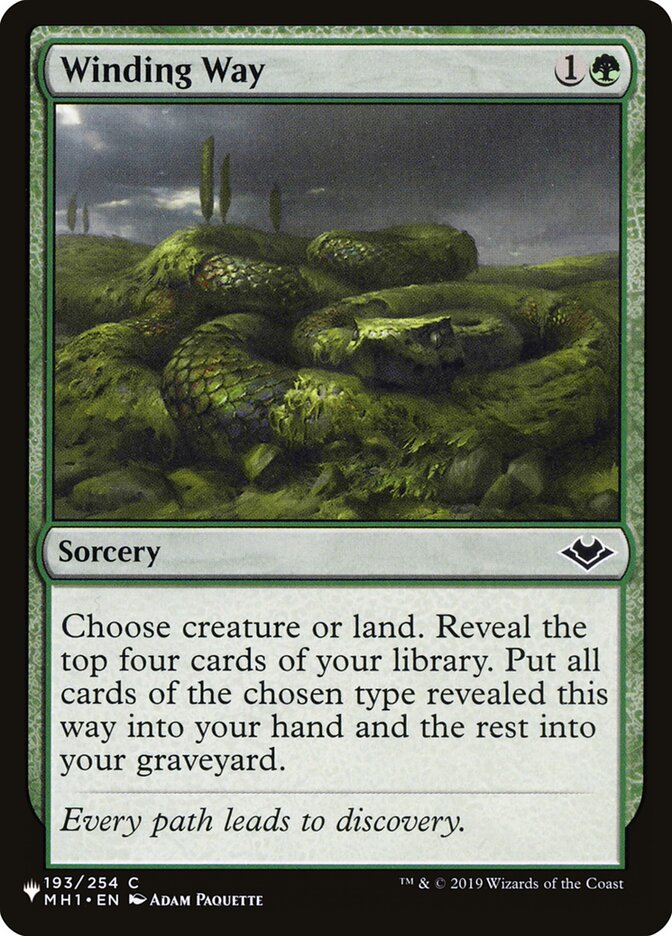 Winding Way 1
Sorcery
Choose creature or land. Reveal the
top four cards of your library. Put all
cards of the chosen type revealed this
way into your hand and the rest into
your graveyard.
Every path leads to discovery.
193/254 C
MH1•EN Adam Paquette
™ & © 2019 Wizards of the Coast